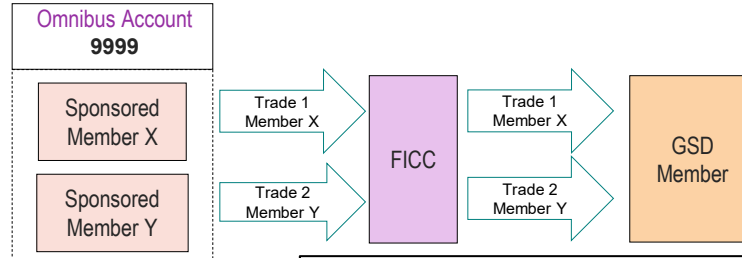 Omnibus Account
9999
Sponsored
Member X
Trade 1
Member X
Trade 1
Member X
FICC
GSD
Member
Sponsored
Member Y
Trade 2
Member Y
Trade 2
Member Y